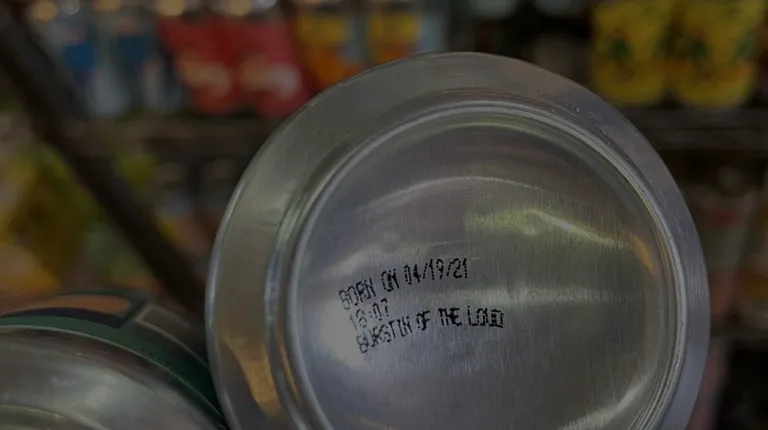 BORN ON 04/19/21
18:07
BURSTIN OF THE LOUD